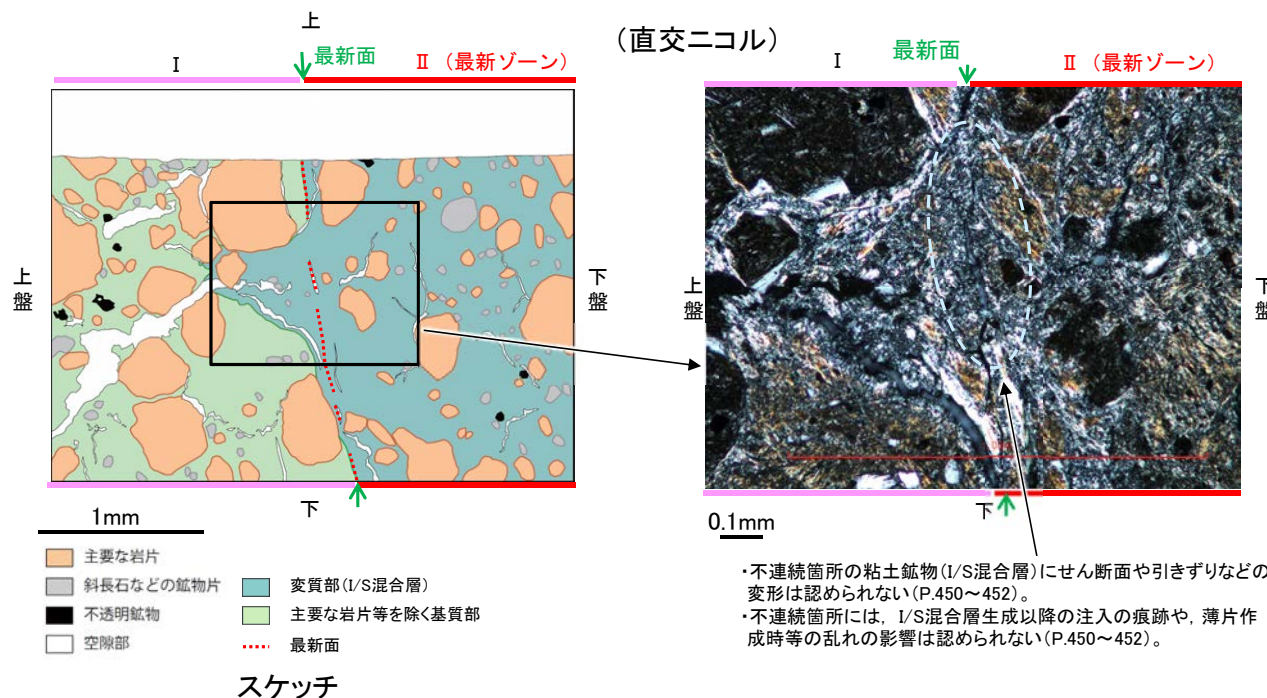 上
(直交ニコル)
Ⅰ
最新面
Ⅱ (最新ゾーン)
Ⅰ
最新面
Ⅱ (最新ゾーン)
上盤
下盤
上盤
下盤
下
下
1mm
0.1mm
主要な岩片
斜長石などの鉱物片
不透明鉱物
空隙部
変質部(I/S混合層)
主要な岩片等を除く基質部
最新面
スケッチ
・不連続箇所の粘土鉱物(I/S混合層)にせん断面や引きずりなどの
変形は認められない(P.450～452)。
・不連続箇所には, I/S混合層生成以降の注入の痕跡や, 薄片作
成時等の乱れの影響は認められない(P.450～452)。